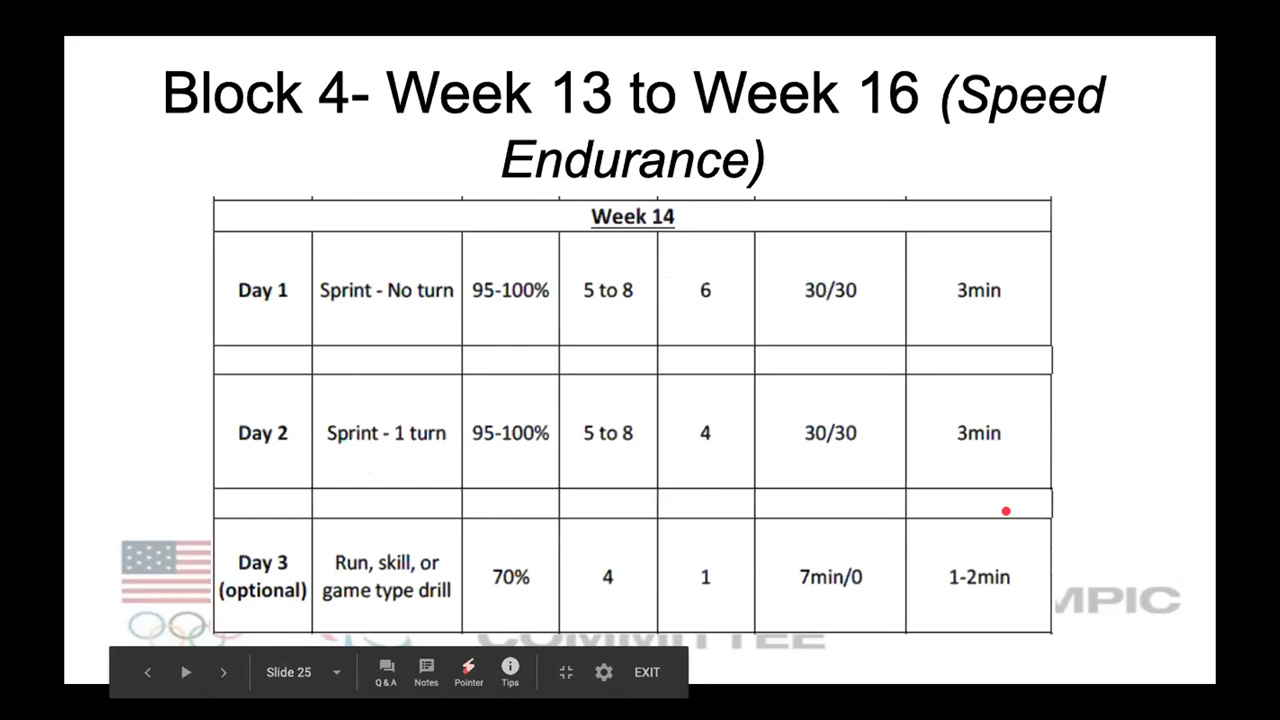 Block 4- Week 13 to Week 16 (Speed
Endurance)
Week 14
Day 1 Sprint - No turn 95-100% 5 to 8 6 30/30 3min
Day 2 Sprint - 1 turn 95-100% 5 to 8 4 30/30 3min
Day 3 Run, skill, or
(optional) game type drill 70% 4 1 7min/0 1-2min
MPIC
COMMITTEE
Slide 25 Q & A Notes Pointer Tips EXIT